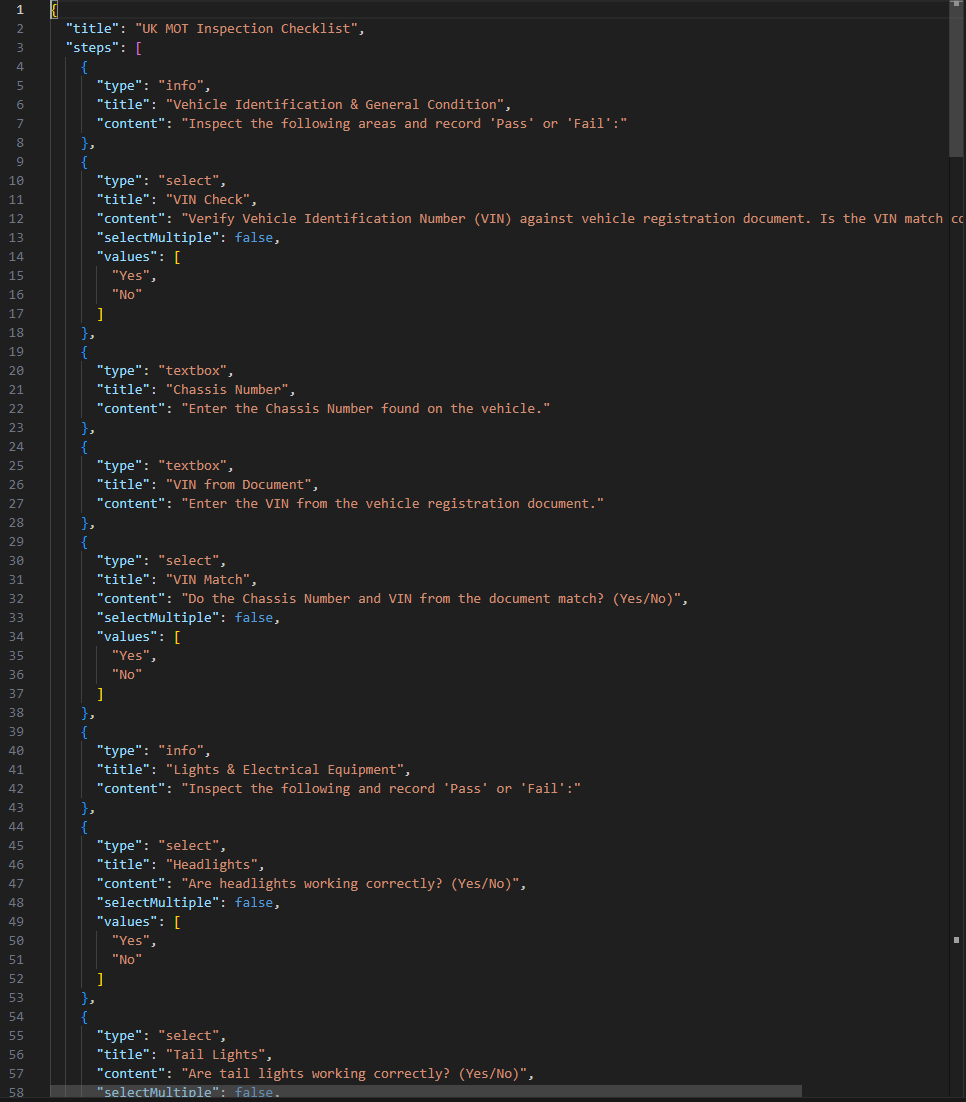 1 {
2 "title": "UK MOT Inspection Checklist",
3 "steps": [
4 {
5 "type": "info",
6 "title": "Vehicle Identification & General Condition",
7 "content": "Inspect the following areas and record 'Pass' or 'Fail':"
8 },
9 {
10 "type": "select",
11 "title": "VIN Check",
12 "content": "Verify Vehicle Identification Number (VIN) against vehicle registration document. Is the VIN match co
13 "selectMultiple": false,
14 "values": [
15 "Yes",
16 "No"
17 ]
18 },
19 {
20 "type": "textbox",
21 "title": "Chassis Number",
22 "content": "Enter the Chassis Number found on the vehicle."
23 },
24 {
25 "type": "textbox",
26 "title": "VIN from Document",
27 "content": "Enter the VIN from the vehicle registration document."
28 },
29 {
30 "type": "select",
31 "title": "VIN Match",
32 "content": "Do the Chassis Number and VIN from the document match? (Yes/No)",
33 "selectMultiple": false,
34 "values": [
35 "Yes",
36 "No"
37 ]
38 },
39 {
40 "type": "info",
41 "title": "Lights & Electrical Equipment",
42 "content": "Inspect the following and record 'Pass' or 'Fail':"
43 },
44 {
45 "type": "select",
46 "title": "Headlights",
47 "content": "Are headlights working correctly? (Yes/No)",
48 "selectMultiple": false,
49 "values": [
50 "Yes",
51 "No"
52 ]
53 },
54 {
55 "type": "select",
56 "title": "Tail Lights",
57 "content": "Are tail lights working correctly? (Yes/No)",
58 "selectMultiple": false,